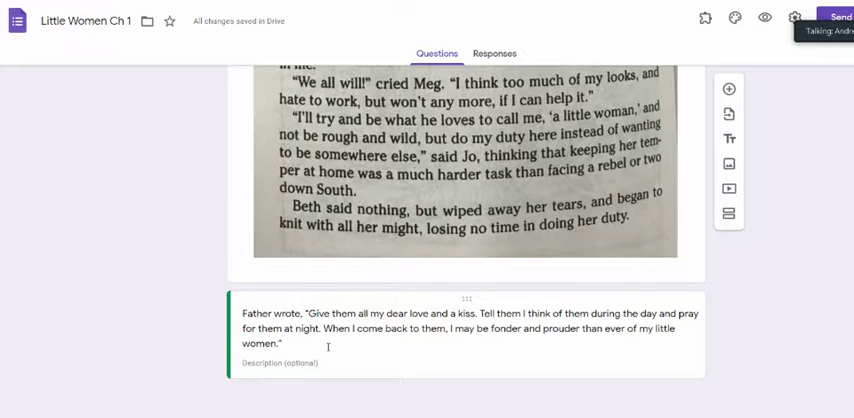 Little Women Ch 1
All changes saved in Drive
Send
Talking: Andre
Questions
Responses
"We all will!" cried Meg. "I think too much of my looks, and
hate to work, but won't any more, if I can help it."
"I'll try and be what he loves to call me, 'a little woman,' and
not be rough and wild, but do my duty here instead of wanting
to be somewhere else," said Jo, thinking that keeping her tem-
per at home was a much harder task than facing a rebel or two
down South.
Beth said nothing, but wiped away her tears, and began to
knit with all her might, losing no time in doing her duty.
Father wrote, "Give them all my dear love and a kiss. Tell them I think of them during the day and pray
for them at night. When I come back to them, I may be fonder and prouder than ever of my little
women."
Description (optional)
Tт